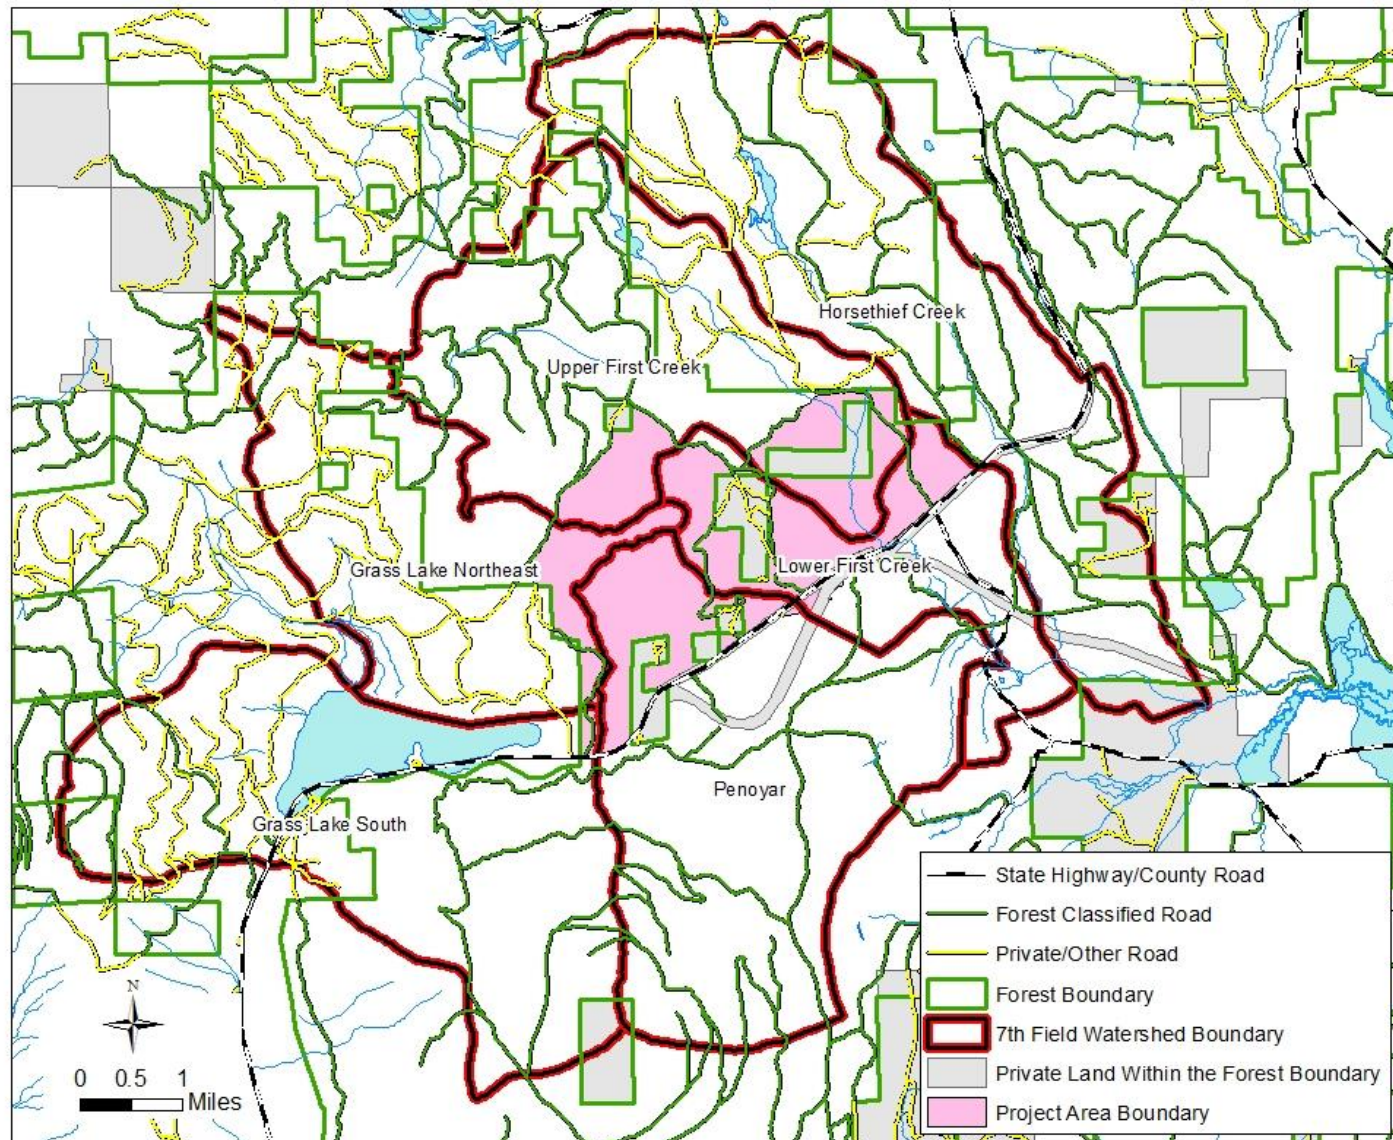 Horsethief Creek
Upper First Creek
Lower First Creek
Grass Lake Northeast
Penoyar
Grass Lake South
State Highway/County Road
Forest Classified Road
Private/Other Road
Forest Boundary
7th Field Watershed Boundary
Private Land Within the Forest Boundary
Project Area Boundary
N
0 0.5 1
Miles